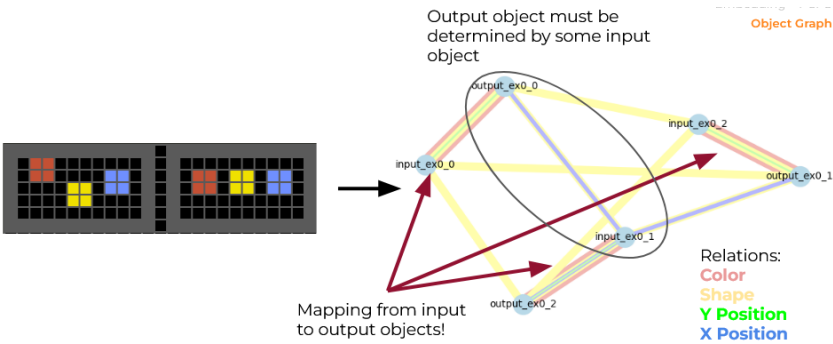 Output object must be
determined by some input
object
Object Graph
output_ex0_0
input_ex0_2
input_ex0_0
output_ex0_1
input_ex0_1
output_ex0_2
Mapping from input
to output objects!
Relations:
Color
Shape
Y Position
X Position